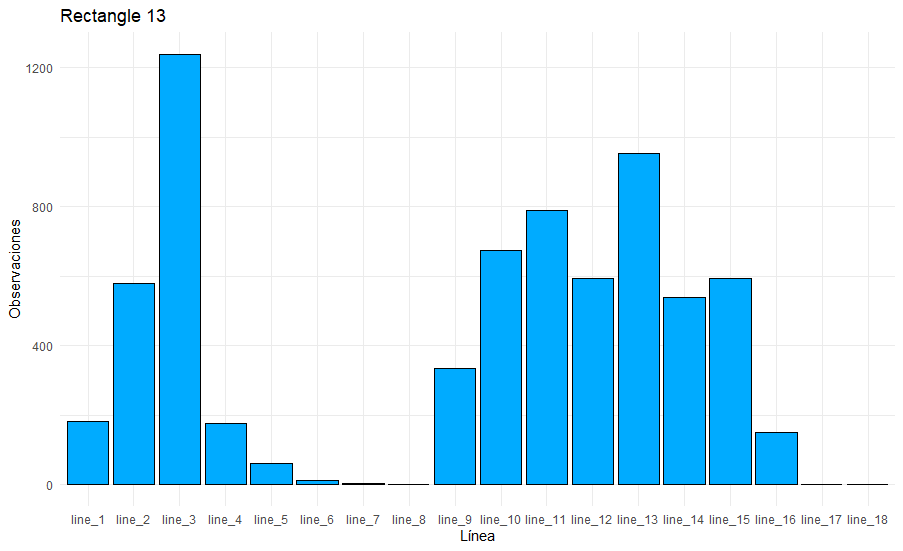 Rectangle 13
1200
800
400
0
Observaciones
line_1 line_2 line_3 line_4 line_5 line_6 line_7 line_8 line_9 line_10 line_11 line_12 line_13 line_14 line_15 line_16 line_17 line_18
Línea